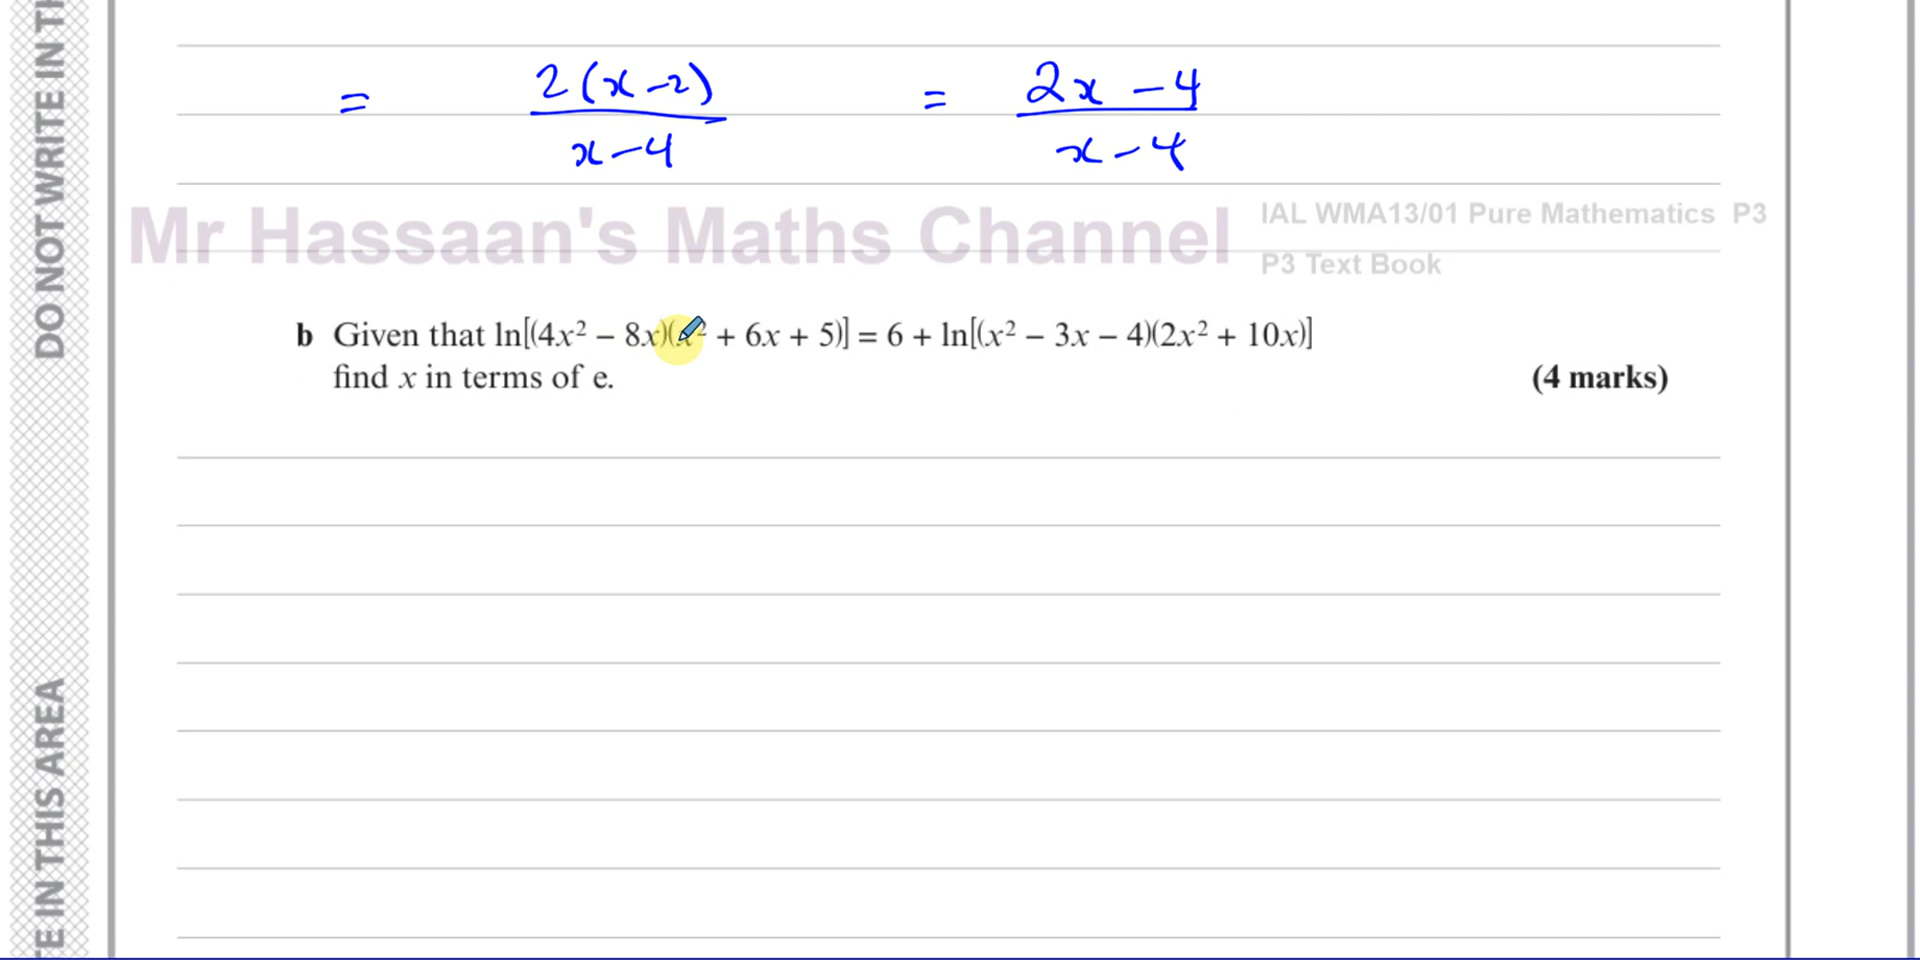 DO NOT WRITE IN TH
= 2(x-2) / x-4 = 2x-4 / x-4
Mr Hassaan's Maths Channel
IAL WMA13/01 Pure Mathematics P3
P3 Text Book
b Given that ln[(4x² − 8x)(x² + 6x + 5)] = 6 + ln[(x² − 3x − 4)(2x² + 10x)]
find x in terms of e.
(4 marks)
E IN THIS AREA